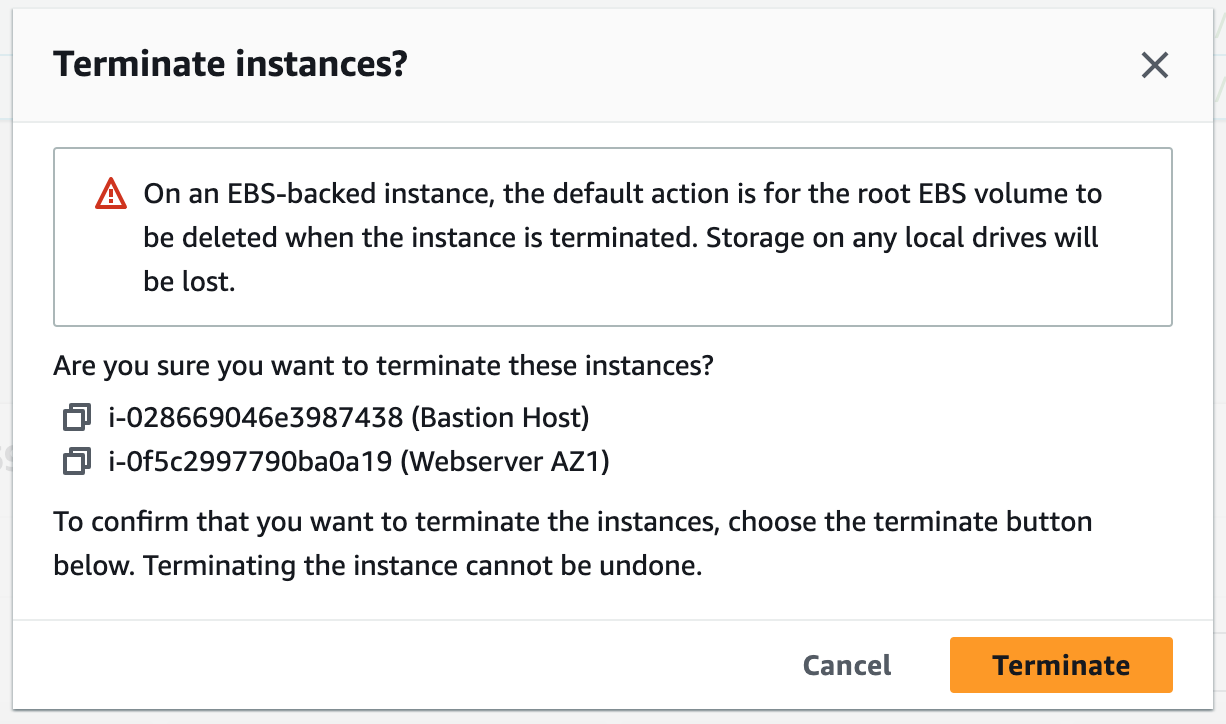 Terminate instances?
On an EBS-backed instance, the default action is for the root EBS volume to
be deleted when the instance is terminated. Storage on any local drives will
be lost.
Are you sure you want to terminate these instances?
i-028669046e3987438 (Bastion Host)
i-0f5c2997790ba0a19 (Webserver AZ1)
To confirm that you want to terminate the instances, choose the terminate button
below. Terminating the instance cannot be undone.
Cancel
Terminate